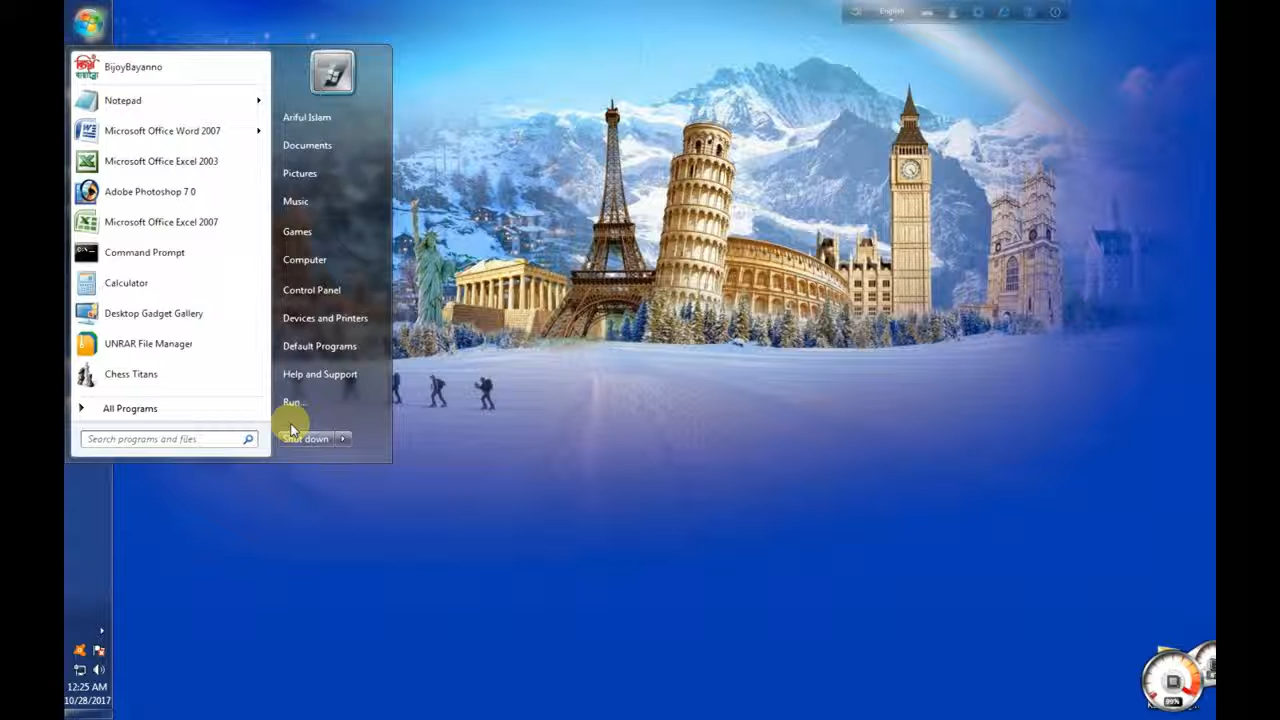 English
BijoyBayanno
Notepad
Microsoft Office Word 2007
Microsoft Office Excel 2003
Adobe Photoshop 7.0
Microsoft Office Excel 2007
Command Prompt
Calculator
Desktop Gadget Gallery
UNRAR File Manager
Chess Titans
All Programs
Search programs and files
Ariful Islam
Documents
Pictures
Music
Games
Computer
Control Panel
Devices and Printers
Default Programs
Help and Support
Run...
Shut down
12:25 AM
10/28/2017
99%